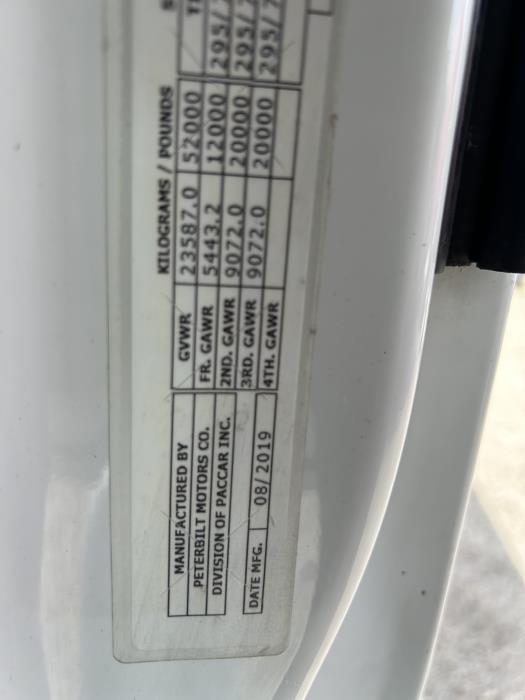 MANUFACTURED BY
PETERBILT MOTORS CO.
DIVISION OF PACCAR INC.
DATE MFG. 08/2019
KILOGRAMS / POUNDS
GVWR 23587.0 52000
FR. GAWR 5443.2 12000 295/
2ND. GAWR 9072.0 20000 295/
3RD. GAWR 9072.0 20000 295/
4TH. GAWR